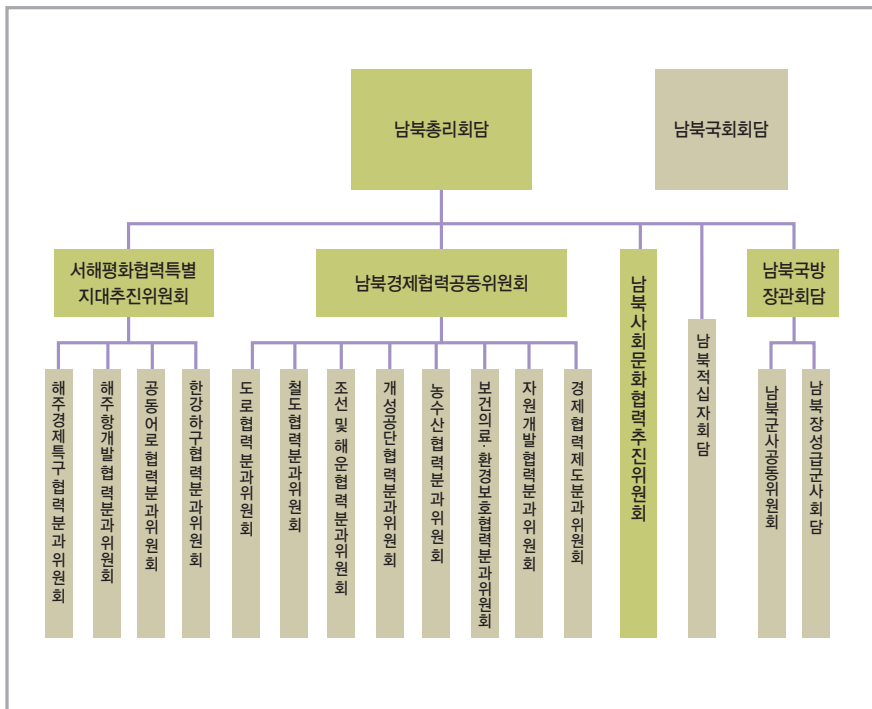 남북총리회담
남북국회회담
서해평화협력특별
지대추진위원회
남북경제협력공동위원회
남북사회문화협력추진위원회
남북적십자회담
남북국방
장관회담
해주경제특구협력분과위원회
해주항개발협력분과위원회
공동어로협력분과위원회
한강하구협력분과위원회
도로협력분과위원회
철도협력분과위원회
조선 및 해운협력분과위원회
개성공단협력분과위원회
농수산협력분과위원회
보건의료·환경보호협력분과위원회
자원개발협력분과위원회
경제협력제도분과위원회
남북군사공동위원회
남북장성급군사회담